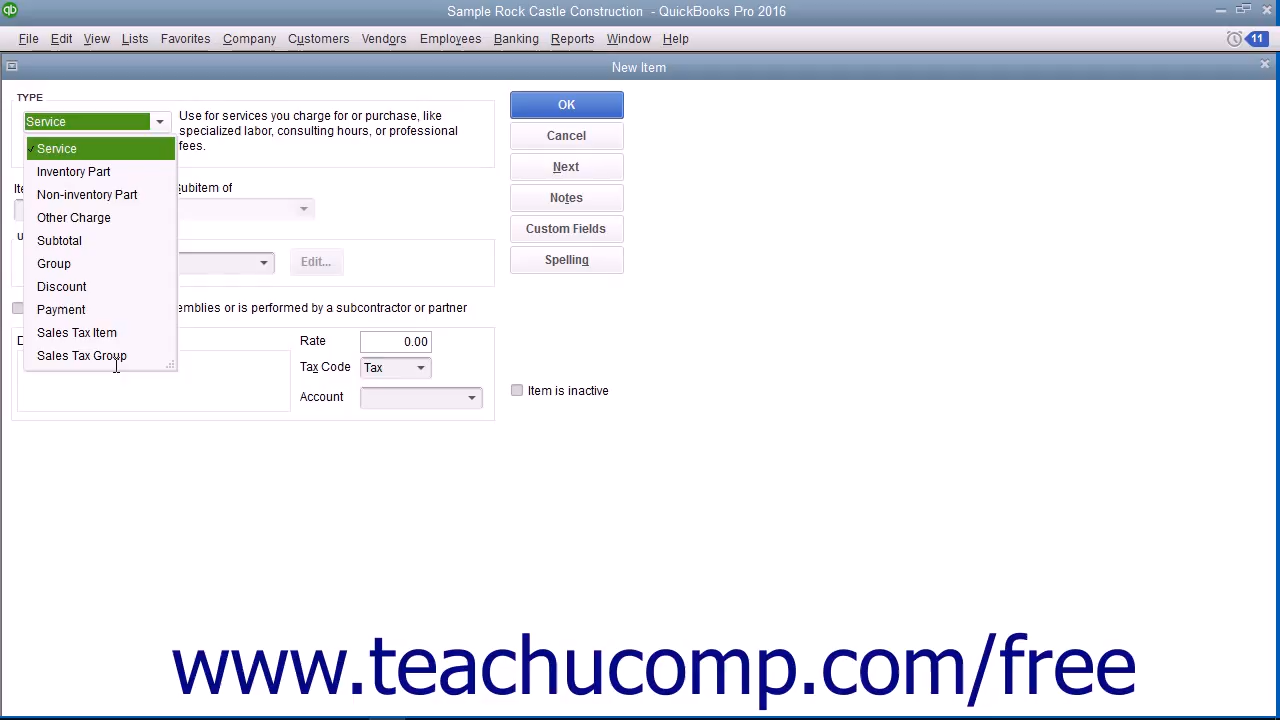 qb
Sample Rock Castle Construction - QuickBooks Pro 2016
File Edit View Lists Favorites Company Customers Vendors Employees Banking Reports Window Help 11
New Item
TYPE
Service
Use for services you charge for or purchase, like
specialized labor, consulting hours, or professional
fees.
✓ Service
Inventory Part
Non-inventory Part
Other Charge
Subtotal
Group
Discount
Payment
Sales Tax Item
Sales Tax Group
ubitem of
Edit...
emblies or is performed by a subcontractor or partner
Rate 0.00
Tax Code Tax
Account
OK
Cancel
Next
Notes
Custom Fields
Spelling
Item is inactive
www.teachucomp.com/free